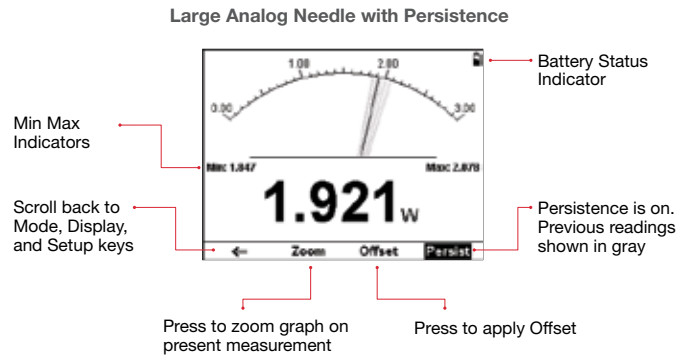 Large Analog Needle with Persistence
Battery Status
Indicator
1.00
2.00
0.00
3.00
Min Max
Indicators
Min: 1.847
Max: 2.078
1.921 W
Scroll back to
Mode, Display,
and Setup keys
Persistence is on.
Previous readings
shown in gray
← Zoom Offset Persist
Press to zoom graph on
present measurement
Press to apply Offset